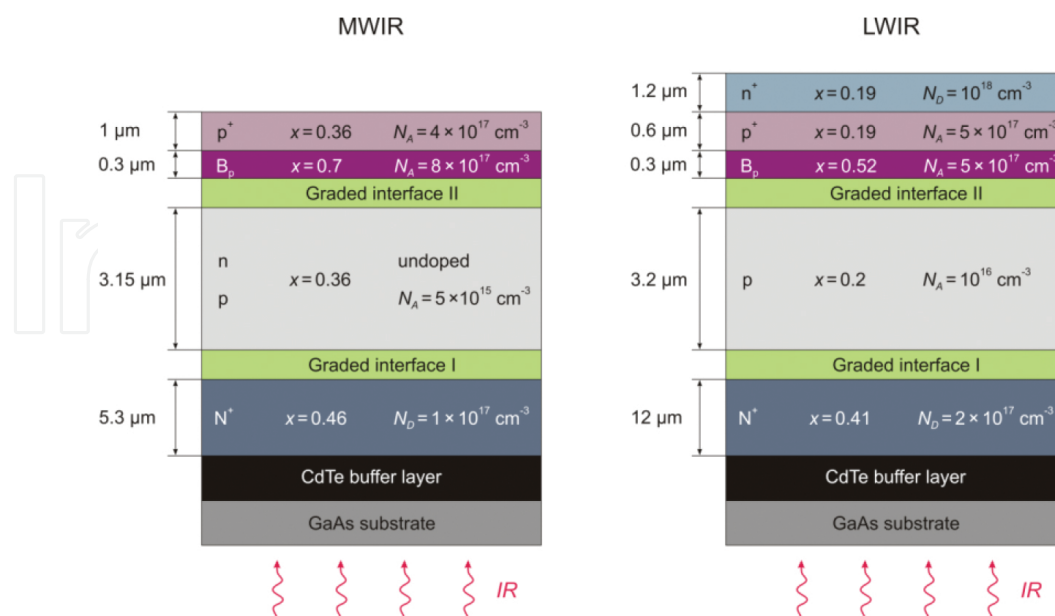 MWIR
1 μm
p⁺ x = 0.36 N_A = 4 × 10¹⁷ cm⁻³
0.3 μm
B_p x = 0.7 N_A = 8 × 10¹⁷ cm⁻³
Graded interface II
3.15 μm
n undoped
x = 0.36
p N_A = 5 × 10¹⁵ cm⁻³
Graded interface I
5.3 μm
N⁺ x = 0.46 N_D = 1 × 10¹⁷ cm⁻³
CdTe buffer layer
GaAs substrate
IR
LWIR
1.2 μm
n⁺ x = 0.19 N_D = 10¹⁸ cm⁻³
0.6 μm
p⁺ x = 0.19 N_A = 5 × 10¹⁷ cm⁻³
0.3 μm
B_p x = 0.52 N_A = 5 × 10¹⁷ cm⁻³
Graded interface II
3.2 μm
p x = 0.2 N_A = 10¹⁶ cm⁻³
Graded interface I
12 μm
N⁺ x = 0.41 N_D = 2 × 10¹⁷ cm⁻³
CdTe buffer layer
GaAs substrate
IR